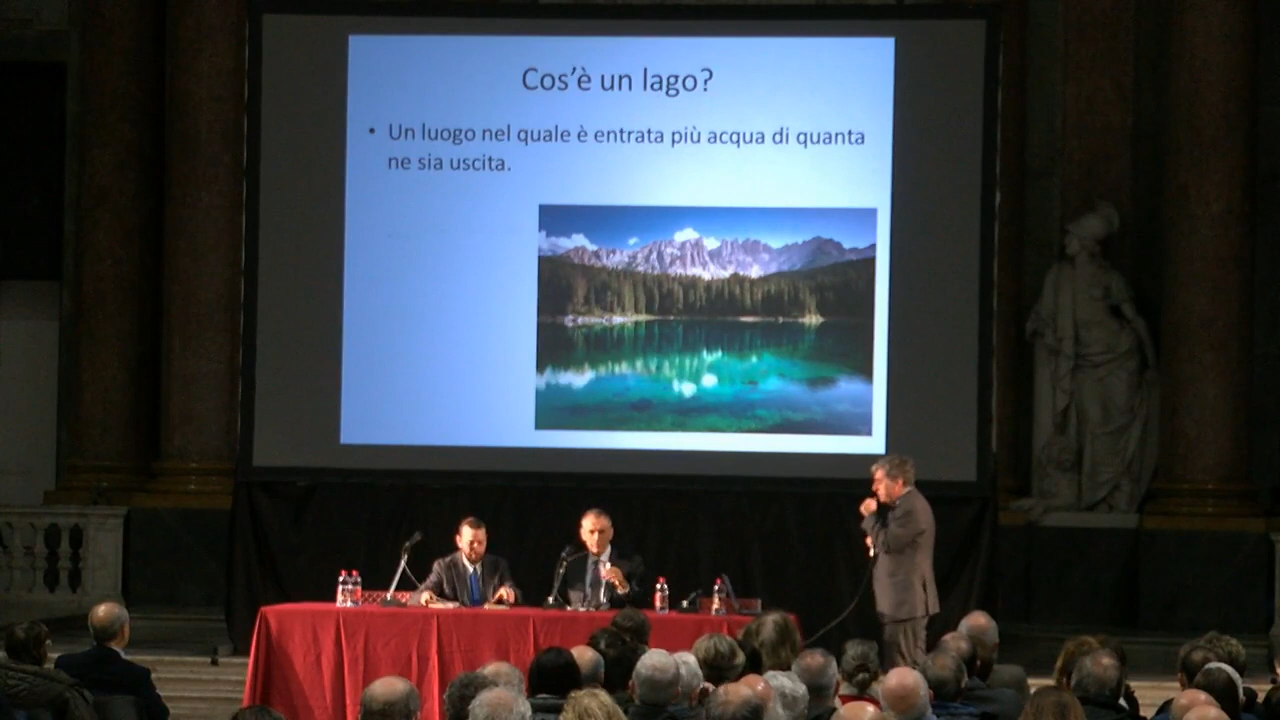 Cos'è un lago?
• Un luogo nel quale è entrata più acqua di quanta
ne sia uscita.